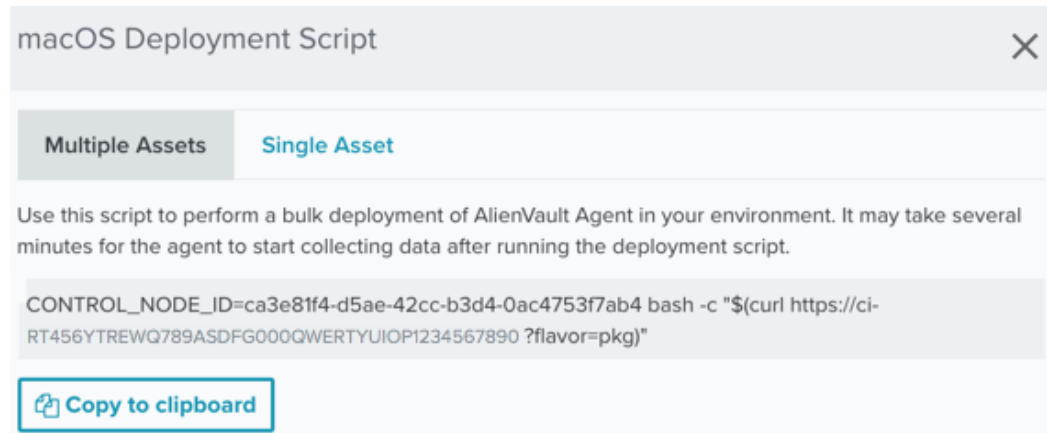 macOS Deployment Script
Multiple Assets
Single Asset
Use this script to perform a bulk deployment of AlienVault Agent in your environment. It may take several
minutes for the agent to start collecting data after running the deployment script.
CONTROL_NODE_ID=ca3e81f4-d5ae-42cc-b3d4-0ac4753f7ab4 bash -c "$(curl https://ci-
RT456YTREWQ789ASDFG000QWERTYUIOP1234567890 ?flavor=pkg)"
Copy to clipboard